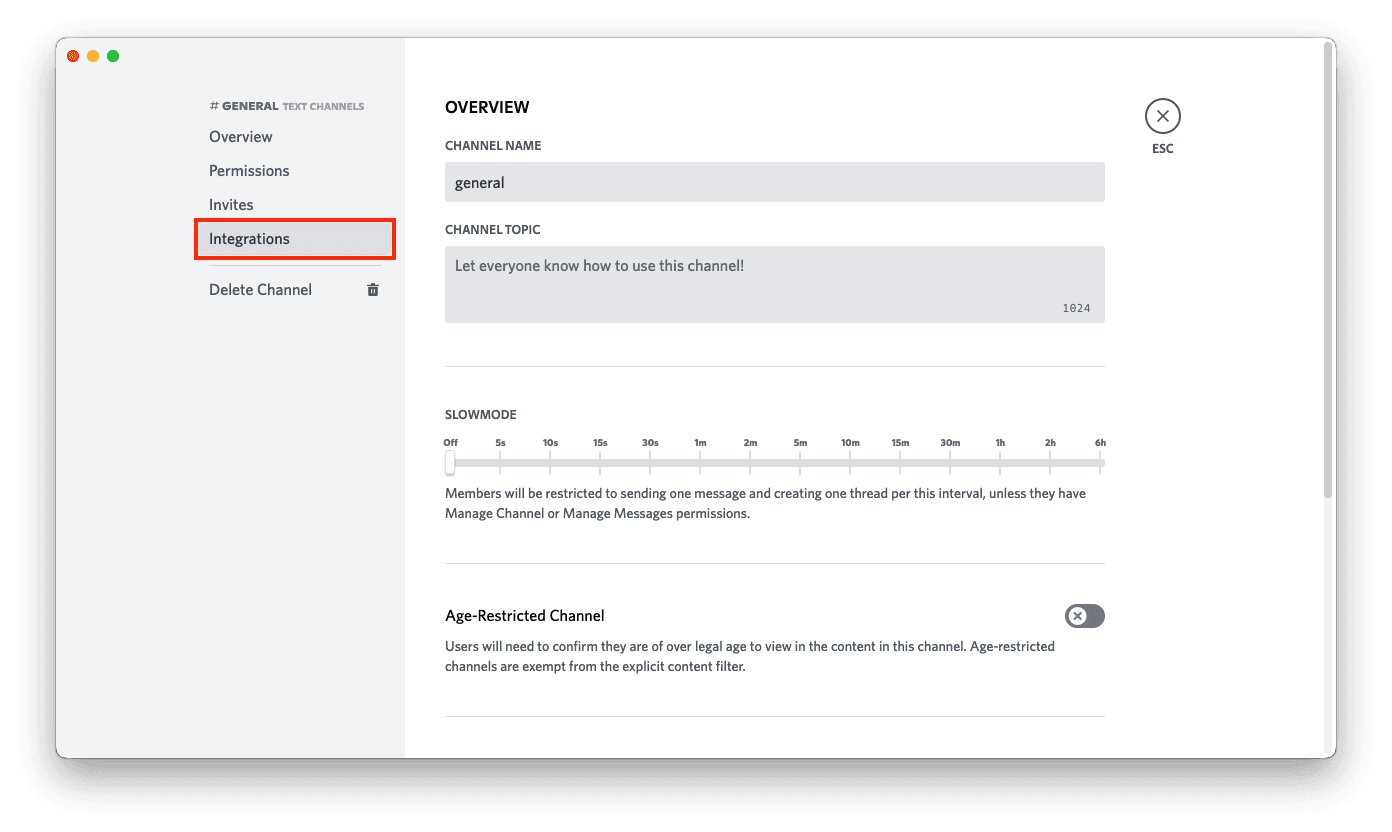 # GENERAL TEXT CHANNELS
Overview
Permissions
Invites
Integrations
Delete Channel
OVERVIEW
CHANNEL NAME
general
CHANNEL TOPIC
Let everyone know how to use this channel!
1024
ESC
SLOWMODE
Off 5s 10s 15s 30s 1m 2m 5m 10m 15m 30m 1h 2h 6h
Members will be restricted to sending one message and creating one thread per this interval, unless they have
Manage Channel or Manage Messages permissions.
Age-Restricted Channel
Users will need to confirm they are of over legal age to view in the content in this channel. Age-restricted
channels are exempt from the explicit content filter.